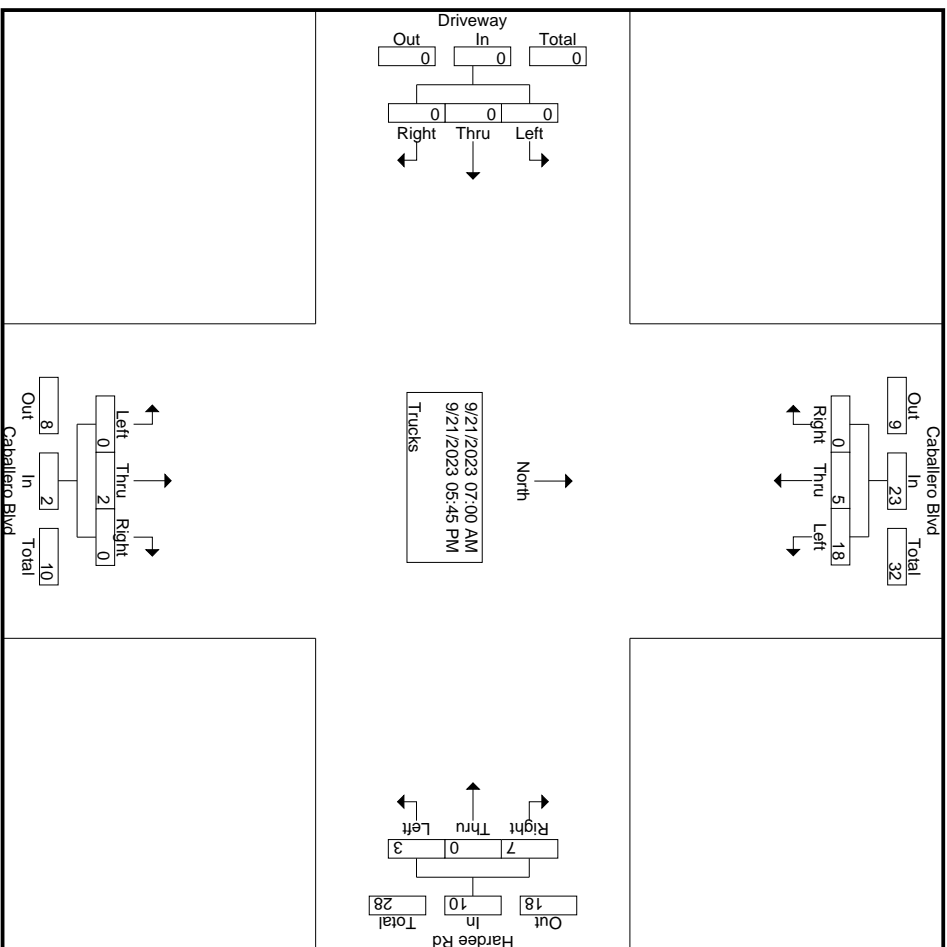 Driveway
Out In Total
0 0 0
0 0 0
Right Thru Left
Caballero Blvd
Out In Total
9 23 32
0 5 18
Right Thru Left
North
9/21/2023 07:00 AM
9/21/2023 05:45 PM
Trucks
Left Thru Right
0 2 0
Out In Total
8 2 10
Caballero Blvd
Left Thru Right
3 0 7
Total In Out
28 10 18
Hardee Rd